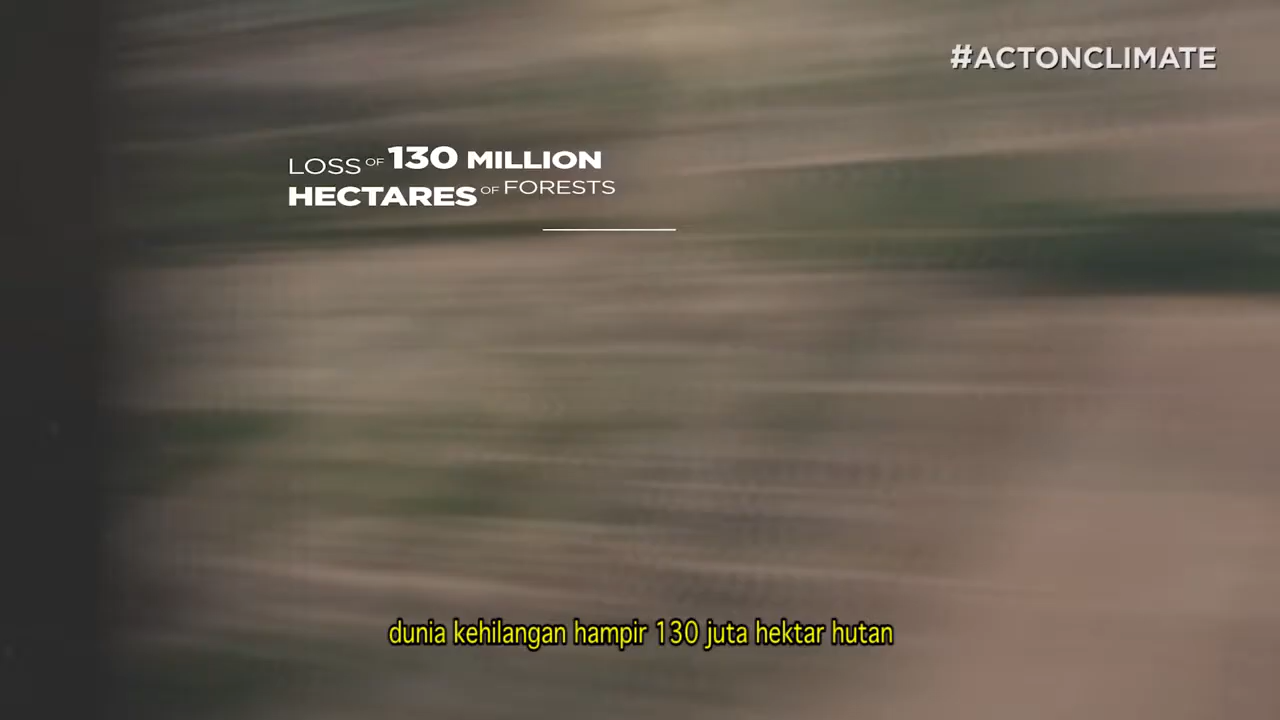 #ACTONCLIMATE
LOSS OF 130 MILLION
HECTARES OF FORESTS
dunia kehilangan hampir 130 juta hektar hutan